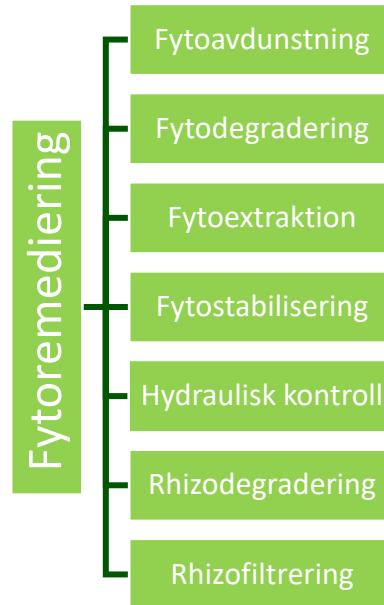 Fytoremediering
Fytoavdunstning
Fytodegradering
Fytoextraktion
Fytostabilisering
Hydraulisk kontroll
Rhizodegradering
Rhizofiltrering